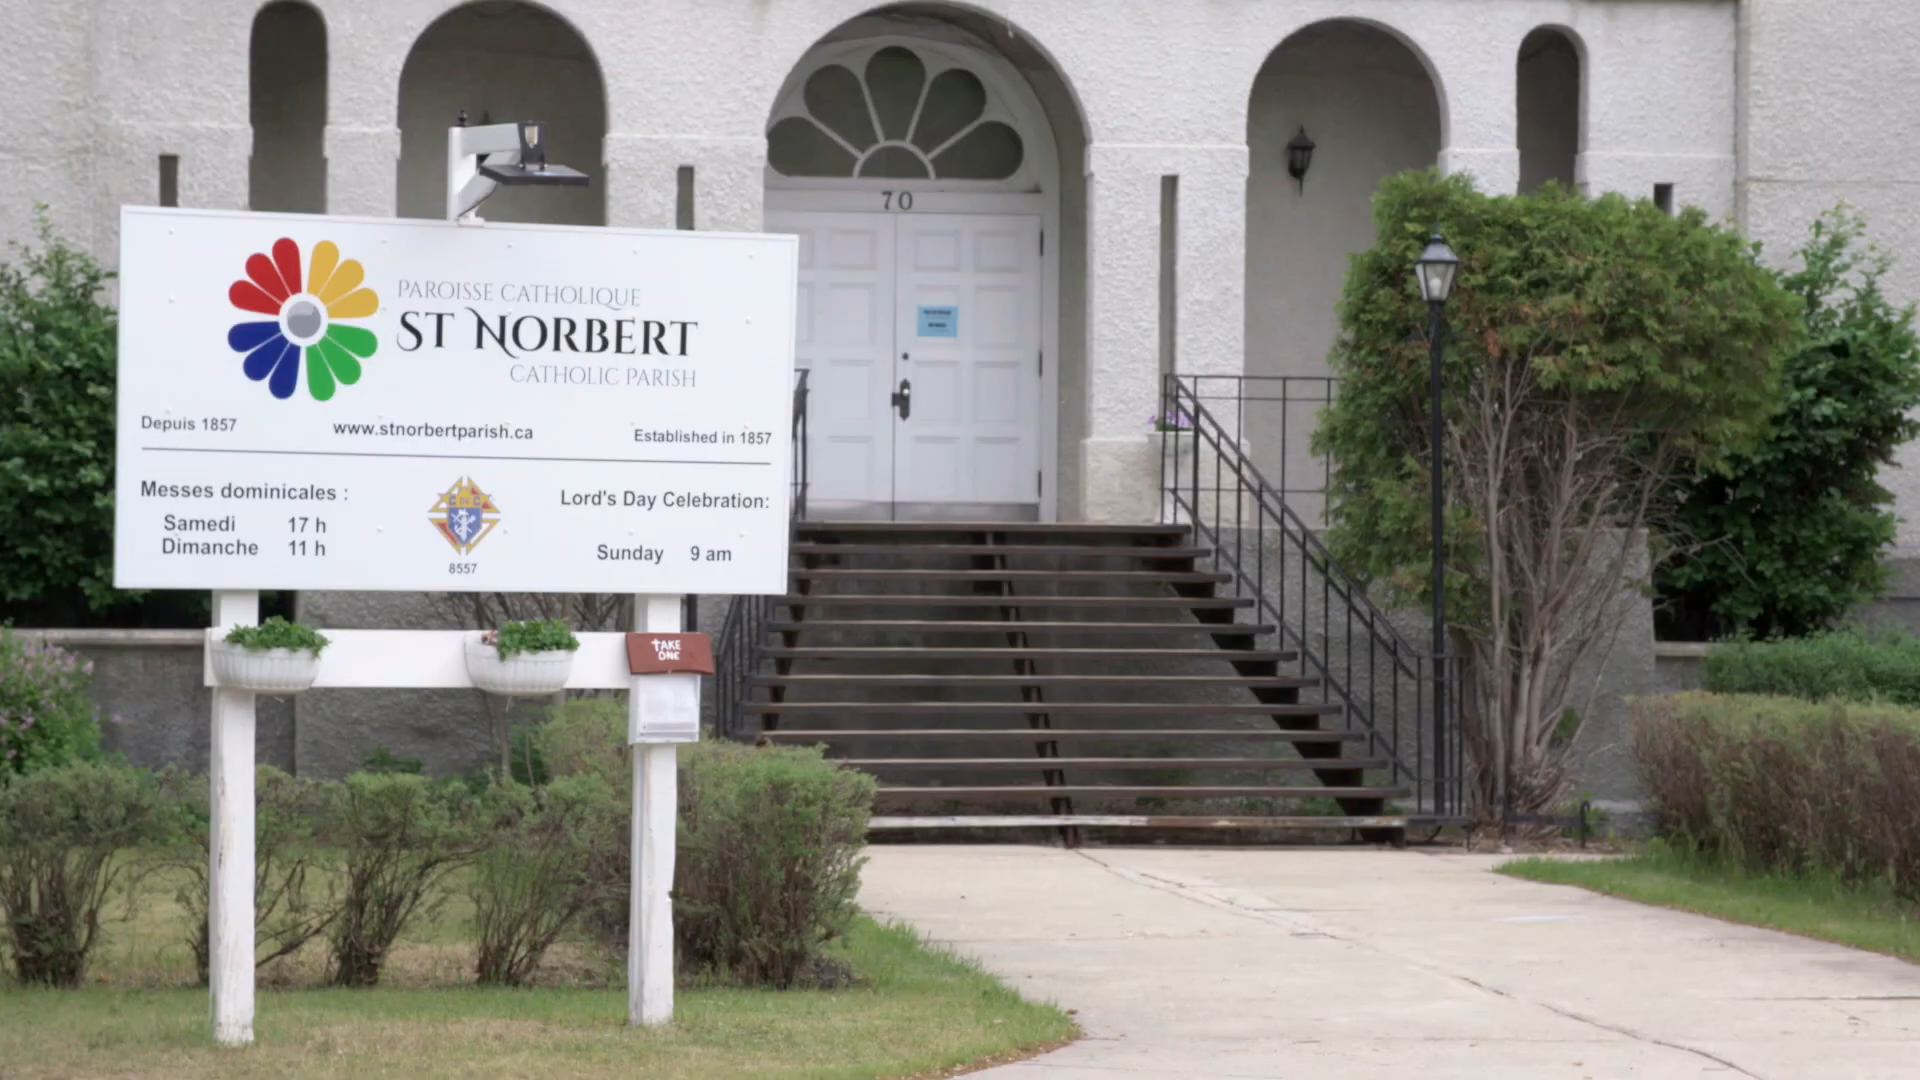 70
PAROISSE CATHOLIQUE
ST NORBERT
CATHOLIC PARISH
Depuis 1857
www.stnorbertparish.ca
Established in 1857
Messes dominicales :
Samedi 17 h
Dimanche 11 h
8557
Lord's Day Celebration:
Sunday 9 am
TAKE
ONE